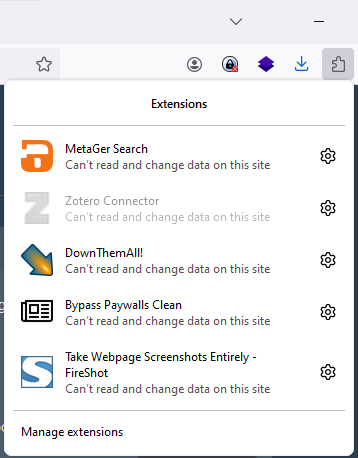 Extensions
MetaGer Search
Can't read and change data on this site
Zotero Connector
Can't read and change data on this site
DownThemAll!
Can't read and change data on this site
Bypass Paywalls Clean
Can't read and change data on this site
Take Webpage Screenshots Entirely -
FireShot
Can't read and change data on this site
Manage extensions